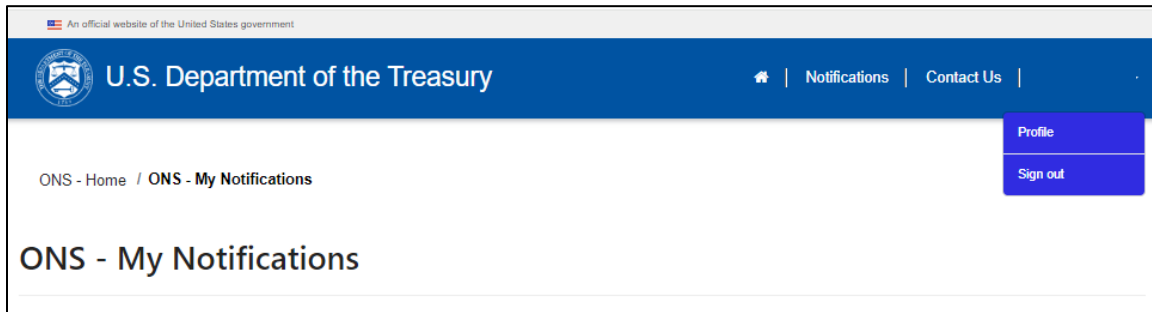 An official website of the United States government
U.S. Department of the Treasury
| Notifications | Contact Us |
Profile
Sign out
ONS - Home / ONS - My Notifications
ONS - My Notifications